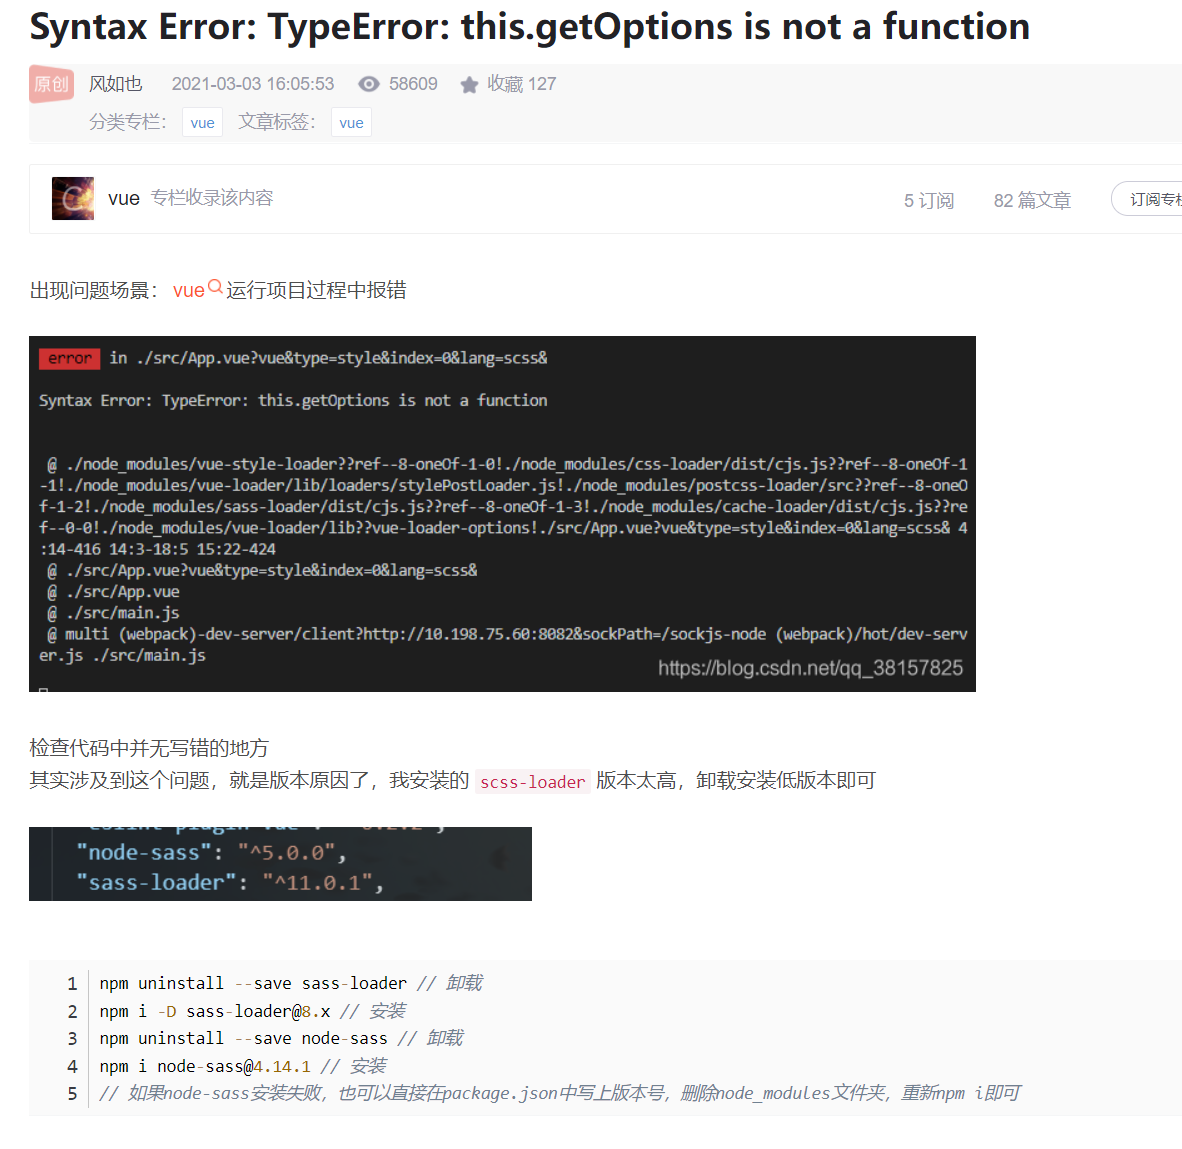 Syntax Error: TypeError: this.getOptions is not a function
原创 风如也 2021-03-03 16:05:53 58609 收藏 127
分类专栏： vue 文章标签： vue
vue 专栏收录该内容 5 订阅 82 篇文章 订阅专栏
出现问题场景： vue 运行项目过程中报错
error in ./src/App.vue?vue&type=style&index=0&lang=scss&
Syntax Error: TypeError: this.getOptions is not a function
@ ./node_modules/vue-style-loader??ref--8-oneOf-1-0!./node_modules/css-loader/dist/cjs.js??ref--8-oneOf-1
-1!./node_modules/vue-loader/lib/loaders/stylePostLoader.js!./node_modules/postcss-loader/src??ref--8-oneO
f-1-2!./node_modules/sass-loader/dist/cjs.js??ref--8-oneOf-1-3!./node_modules/cache-loader/dist/cjs.js??re
f--0-0!./node_modules/vue-loader/lib??vue-loader-options!./src/App.vue?vue&type=style&index=0&lang=scss& 4
:14-416 14:3-18:5 15:22-424
@ ./src/App.vue?vue&type=style&index=0&lang=scss&
@ ./src/App.vue
@ ./src/main.js
@ multi (webpack)-dev-server/client?http://10.198.75.60:8082&sockPath=/sockjs-node (webpack)/hot/dev-serv
er.js ./src/main.js
https://blog.csdn.net/qq_38157825
检查代码中并无写错的地方
其实涉及到这个问题，就是版本原因了，我安装的 scss-loader 版本太高，卸载安装低版本即可
"eslint-plugin-vue": "^6.2.2",
"node-sass": "^5.0.0",
"sass-loader": "^11.0.1",
1 npm uninstall --save sass-loader // 卸载
2 npm i -D sass-loader@8.x // 安装
3 npm uninstall --save node-sass // 卸载
4 npm i node-sass@4.14.1 // 安装
5 // 如果node-sass安装失败，也可以直接在package.json中写上版本号，删除node_modules文件夹，重新npm i即可